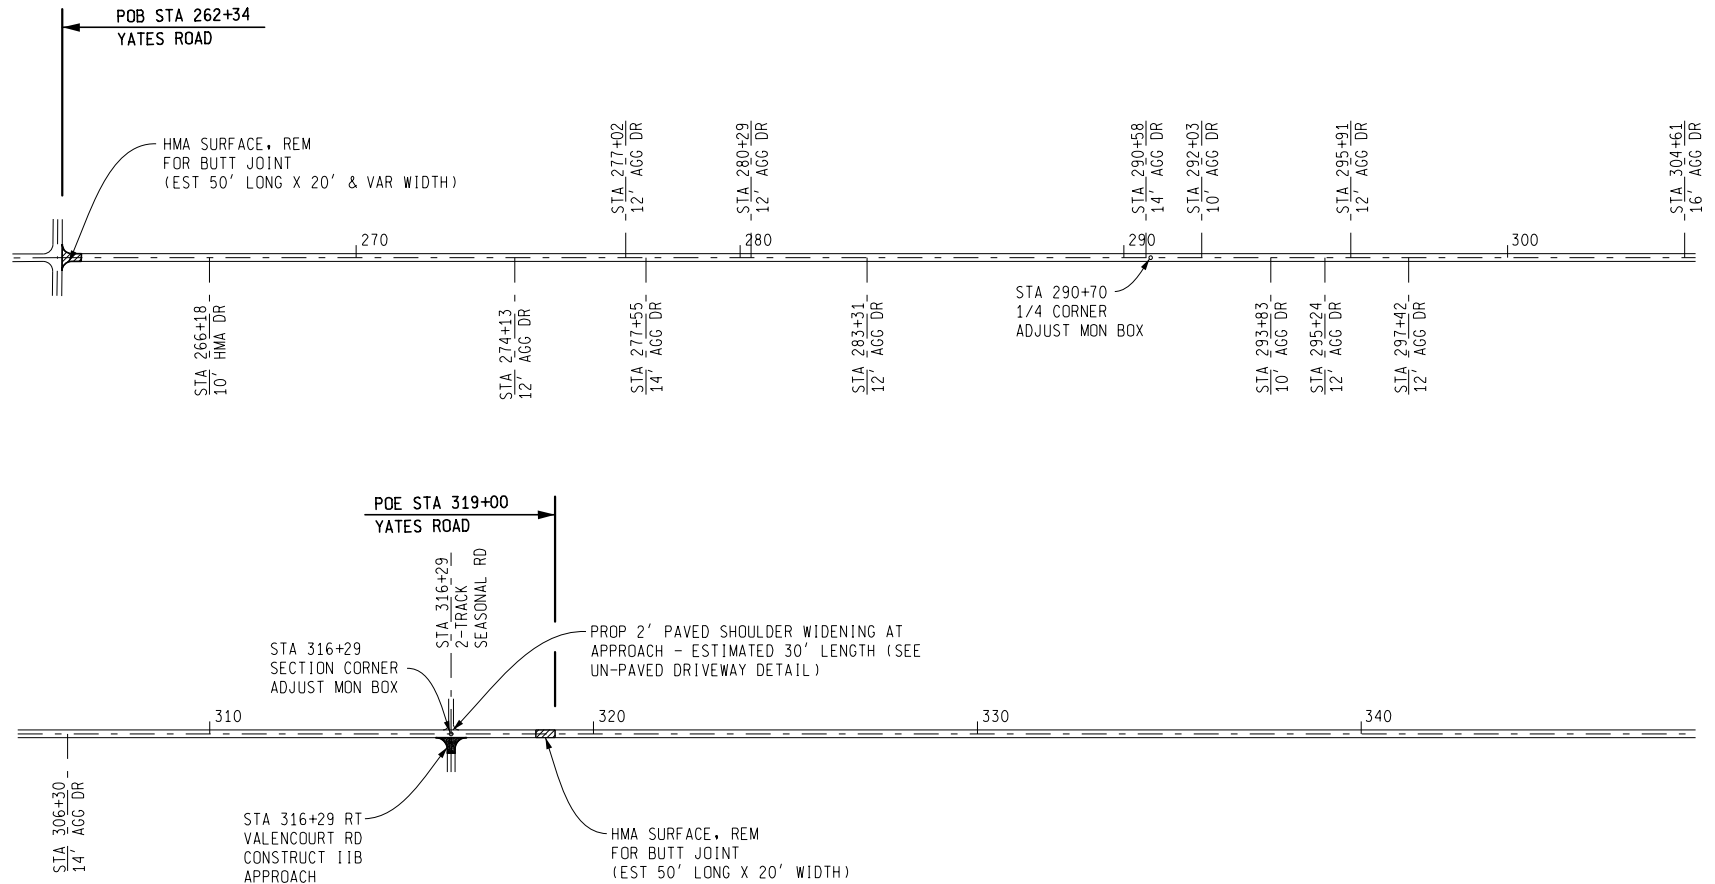 POB STA 262+34
YATES ROAD
HMA SURFACE, REM
FOR BUTT JOINT
(EST 50' LONG X 20' & VAR WIDTH)
STA 277+02
12' AGG DR
STA 280+29
12' AGG DR
STA 290+58
14' AGG DR
STA 292+03
10' AGG DR
STA 295+91
12' AGG DR
STA 304+61
16' AGG DR
270
280
290
300
STA 266+18
10' HMA DR
STA 274+13
12' AGG DR
STA 277+55
14' AGG DR
STA 283+31
12' AGG DR
STA 290+70
1/4 CORNER
ADJUST MON BOX
STA 293+83
10' AGG DR
STA 295+24
12' AGG DR
STA 297+42
12' AGG DR
POE STA 319+00
YATES ROAD
STA 316+29
2-TRACK
SEASONAL RD
STA 316+29
SECTION CORNER
ADJUST MON BOX
PROP 2' PAVED SHOULDER WIDENING AT
APPROACH - ESTIMATED 30' LENGTH (SEE
UN-PAVED DRIVEWAY DETAIL)
310
320
330
340
STA 306+30
14' AGG DR
STA 316+29 RT
VALENCOURT RD
CONSTRUCT IIB
APPROACH
HMA SURFACE, REM
FOR BUTT JOINT
(EST 50' LONG X 20' WIDTH)